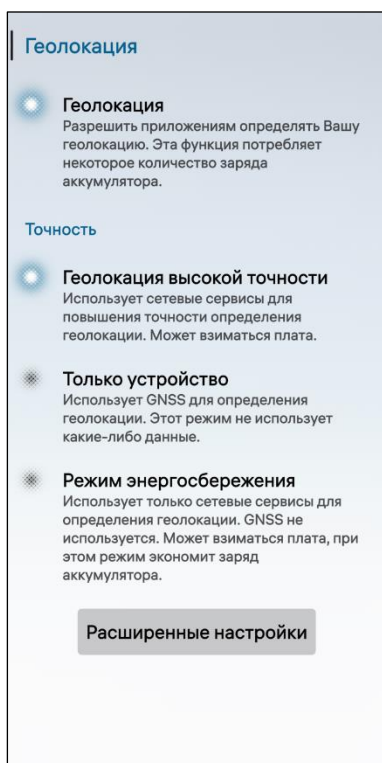 Геолокация
Геолокация
Разрешить приложениям определять Вашу
геолокацию. Эта функция потребляет
некоторое количество заряда
аккумулятора.
Точность
Геолокация высокой точности
Использует сетевые сервисы для
повышения точности определения
геолокации. Может взиматься плата.
Только устройство
Использует GNSS для определения
геолокации. Этот режим не использует
какие-либо данные.
Режим энергосбережения
Использует только сетевые сервисы для
определения геолокации. GNSS не
используется. Может взиматься плата, при
этом режим экономит заряд
аккумулятора.
Расширенные настройки